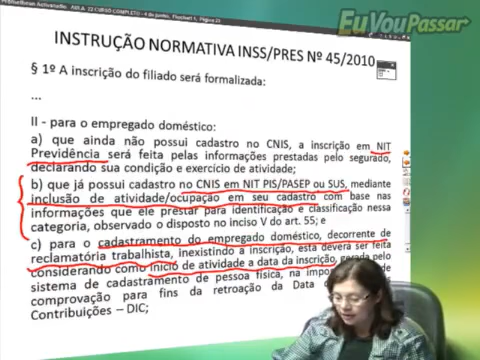 AULA 22 CURSO COMPLETO - 4 de
EuVouPassar
INSTRUÇÃO NORMATIVA INSS/PRES Nº 45/2010
§ 1º A inscrição do filiado será formalizada:
...
II - para o empregado doméstico:
a) que ainda não possui cadastro no CNIS, a inscrição em NIT
Previdência será feita pelas informações prestadas pelo segurado,
declarando sua condição e exercício de atividade;
b) que já possui cadastro no CNIS em NIT PIS/PASEP ou SUS, mediante
inclusão de atividade/ocupação em seu cadastro com base nas
informações que ele prestar para identificação e classificação nessa
categoria, observado o disposto no inciso V do art. 55; e
c) para o cadastramento do empregado doméstico, decorrente de
reclamatória trabalhista, inexistindo a inscrição, esta deverá ser feita
considerando como início de atividade a data da inscrição, pelo
sistema de cadastramento de pessoa física, na
comprovação para fins da retroação da Data
Contribuições – DIC;